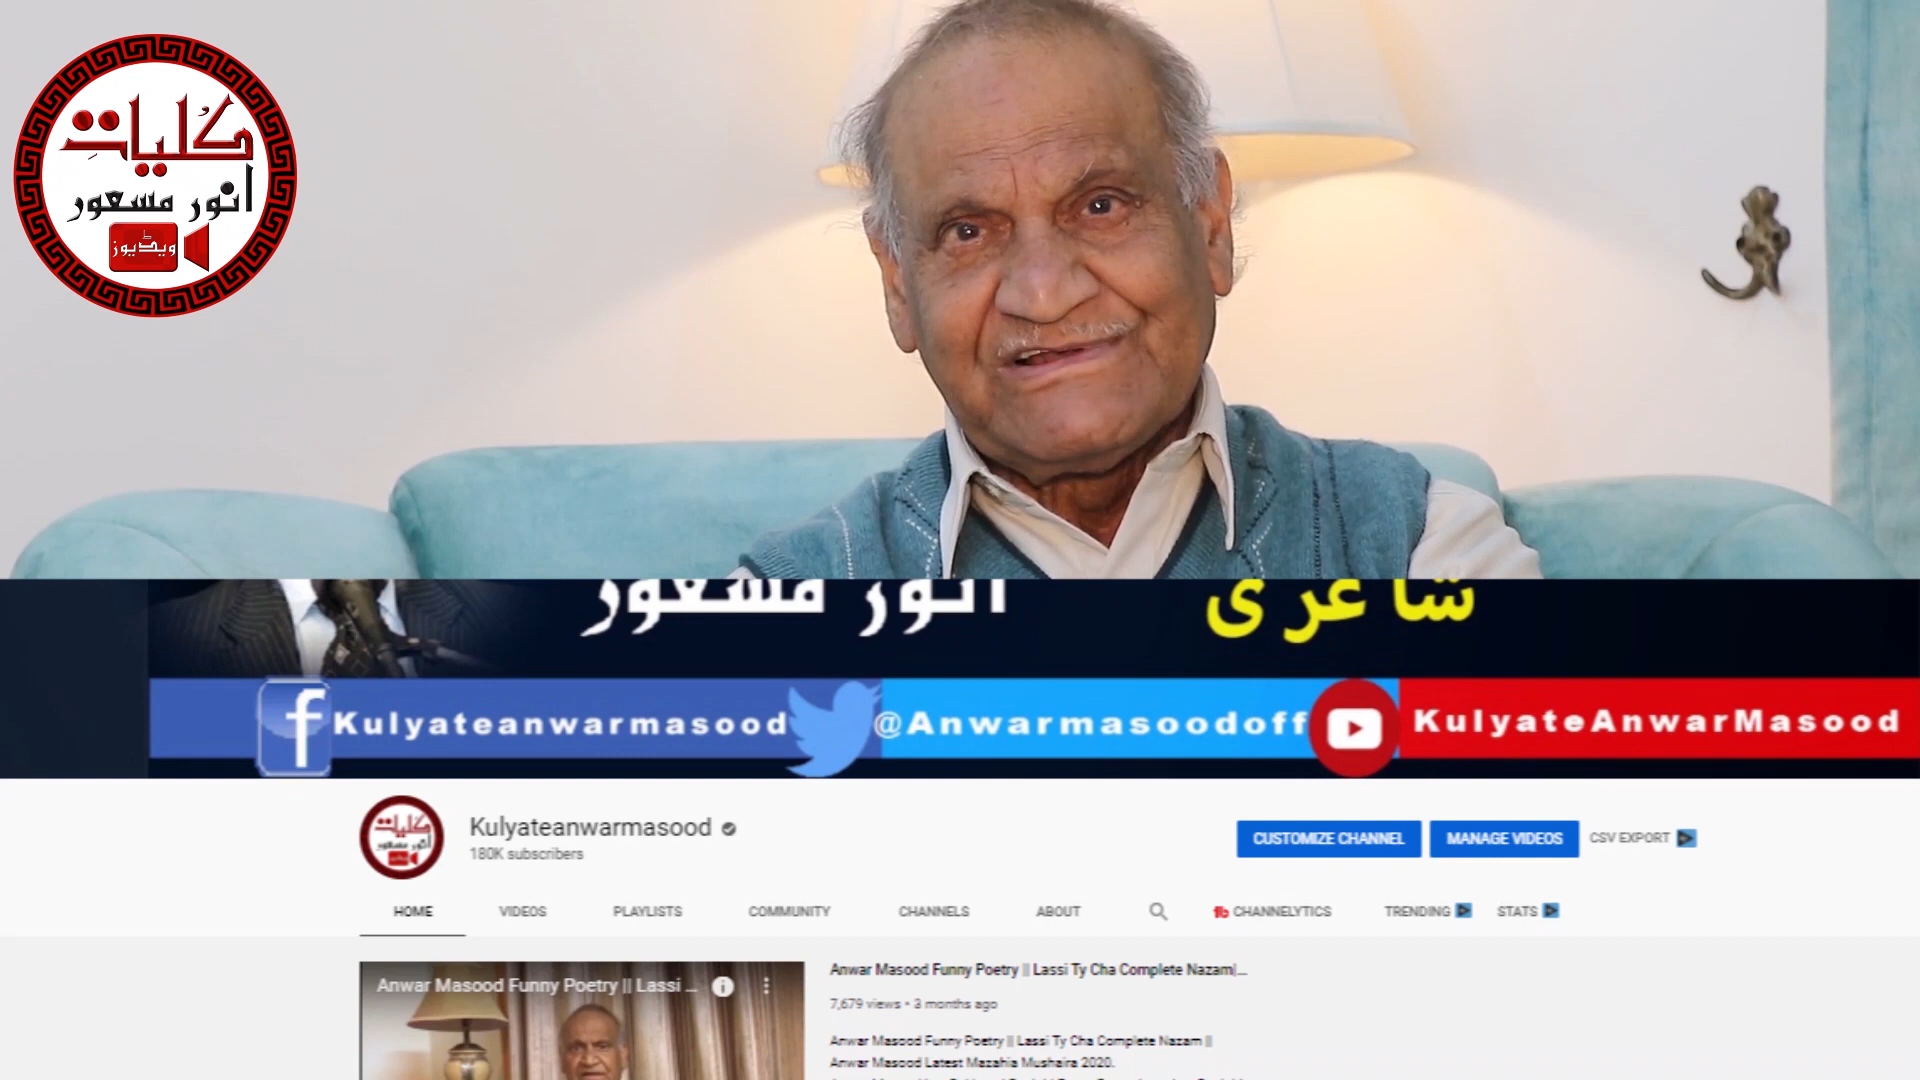 کُلیاتِ
انور مسعور
ویڈیوز
انور مسعور شاعری
Kulyateanwarmasood
@Anwarmasoodoff
KulyateAnwarMasood
Kulyateanwarmasood
180K subscribers
CUSTOMIZE CHANNEL
MANAGE VIDEOS
CSV EXPORT
HOME
VIDEOS
PLAYLISTS
COMMUNITY
CHANNELS
ABOUT
CHANNELYTICS
TRENDING
STATS
Anwar Masood Funny Poetry || Lassi ...
Anwar Masood Funny Poetry || Lassi Ty Cha Complete Nazam|...
7,679 views • 3 months ago
Anwar Masood Funny Poetry || Lassi Ty Cha Complete Nazam ||
Anwar Masood Latest Mazahia Mushaira 2020.